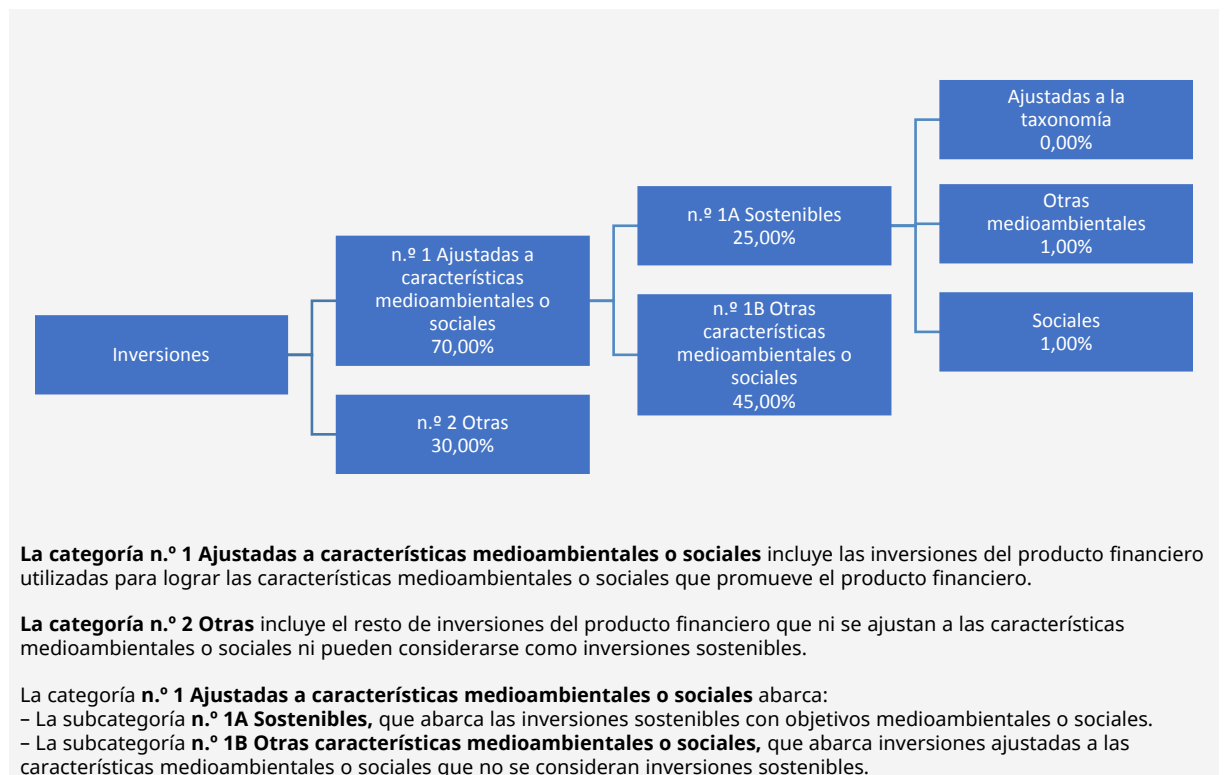 Inversiones
n.º 1 Ajustadas a
características
medioambientales o
sociales
70,00%
n.º 2 Otras
30,00%
n.º 1A Sostenibles
25,00%
n.º 1B Otras
características
medioambientales o
sociales
45,00%
Ajustadas a la
taxonomía
0,00%
Otras
medioambientales
1,00%
Sociales
1,00%
La categoría n.º 1 Ajustadas a características medioambientales o sociales incluye las inversiones del producto financiero
utilizadas para lograr las características medioambientales o sociales que promueve el producto financiero.
La categoría n.º 2 Otras incluye el resto de inversiones del producto financiero que ni se ajustan a las características
medioambientales o sociales ni pueden considerarse como inversiones sostenibles.
La categoría n.º 1 Ajustadas a características medioambientales o sociales abarca:
– La subcategoría n.º 1A Sostenibles, que abarca las inversiones sostenibles con objetivos medioambientales o sociales.
– La subcategoría n.º 1B Otras características medioambientales o sociales, que abarca inversiones ajustadas a las
características medioambientales o sociales que no se consideran inversiones sostenibles.